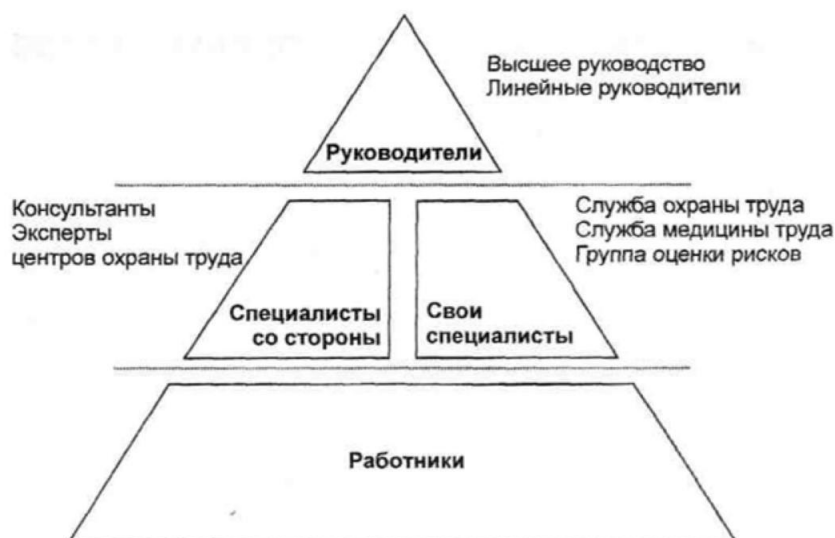 Высшее руководство
Линейные руководители
Руководители
Консультанты
Эксперты
центров охраны труда
Служба охраны труда
Служба медицины труда
Группа оценки рисков
Специалисты
со стороны
Свои
специалисты
Работники